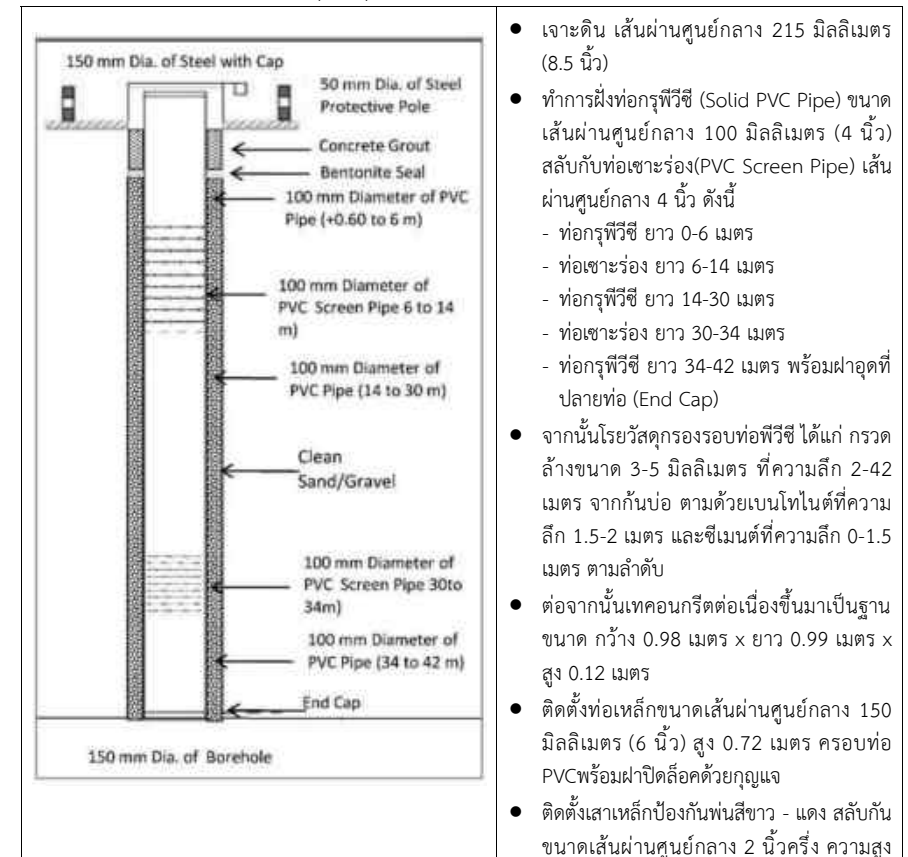 150 mm Dia. of Steel with Cap
50 mm Dia. of Steel
Protective Pole
Concrete Grout
Bentonite Seal
100 mm Diameter of PVC
Pipe (+0.60 to 6 m)
100 mm Diameter of
PVC Screen Pipe 6 to 14
m)
100 mm Diameter of
PVC Pipe (14 to 30 m)
Clean
Sand/Gravel
100 mm Diameter of
PVC Screen Pipe 30to
34m)
100 mm Diameter of
PVC Pipe (34 to 42 m)
End Cap
150 mm Dia. of Borehole
● เจาะดิน เส้นผ่านศูนย์กลาง 215 มิลลิเมตร
(8.5 นิ้ว)
● ทำการฝังท่อกรุพีวีซี (Solid PVC Pipe) ขนาด
เส้นผ่านศูนย์กลาง 100 มิลลิเมตร (4 นิ้ว)
สลับกับท่อเซาะร่อง(PVC Screen Pipe) เส้น
ผ่านศูนย์กลาง 4 นิ้ว ดังนี้
- ท่อกรุพีวีซี ยาว 0-6 เมตร
- ท่อเซาะร่อง ยาว 6-14 เมตร
- ท่อกรุพีวีซี ยาว 14-30 เมตร
- ท่อเซาะร่อง ยาว 30-34 เมตร
- ท่อกรุพีวีซี ยาว 34-42 เมตร พร้อมฝาอุดที่
ปลายท่อ (End Cap)
● จากนั้นโรยวัสดุกรองรอบท่อพีวีซี ได้แก่ กรวด
ล้างขนาด 3-5 มิลลิเมตร ที่ความลึก 2-42
เมตร จากก้นบ่อ ตามด้วยเบนโทไนต์ที่ความ
ลึก 1.5-2 เมตร และซีเมนต์ที่ความลึก 0-1.5
เมตร ตามลำดับ
● ต่อจากนั้นเทคอนกรีตต่อเนื่องขึ้นมาเป็นฐาน
ขนาด กว้าง 0.98 เมตร x ยาว 0.99 เมตร x
สูง 0.12 เมตร
● ติดตั้งท่อเหล็กขนาดเส้นผ่านศูนย์กลาง 150
มิลลิเมตร (6 นิ้ว) สูง 0.72 เมตร ครอบท่อ
PVCพร้อมฝาปิดล็อคด้วยกุญแจ
● ติดตั้งเสาเหล็กป้องกันพ่นสีขาว - แดง สลับกัน
ขนาดเส้นผ่านศูนย์กลาง 2 นิ้วครึ่ง ความสูง